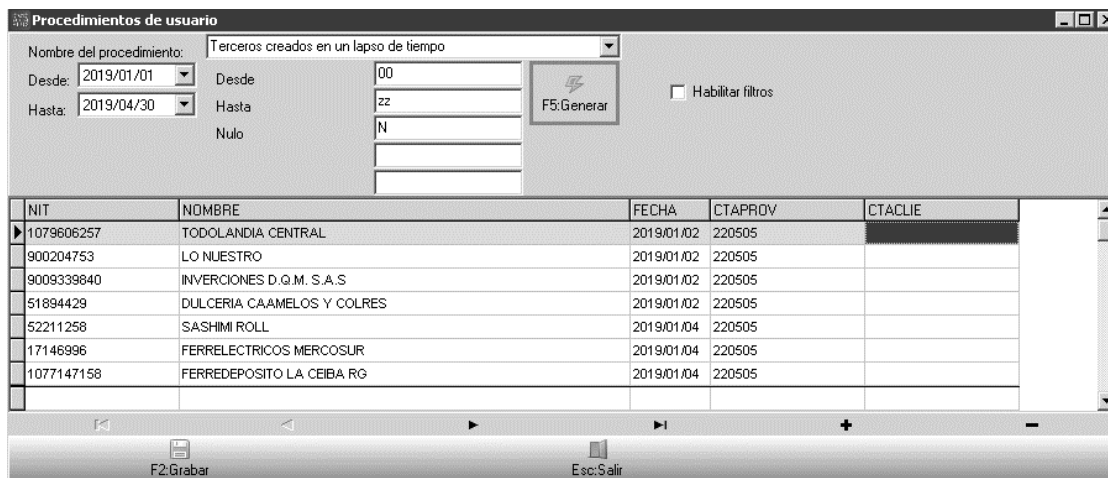 Procedimientos de usuario
Nombre del procedimiento: Terceros creados en un lapso de tiempo
Desde: 2019/01/01 Desde 00
Hasta: 2019/04/30 Hasta zz
Nulo N
F5:Generar
Habilitar filtros
NIT NOMBRE FECHA CTAPROV CTACLIE
1079606257 TODOLANDIA CENTRAL 2019/01/02 220505
900204753 LO NUESTRO 2019/01/02 220505
9009339840 INVERCIONES D.Q.M. S.A.S 2019/01/02 220505
51894429 DULCERIA CAAMELOS Y COLRES 2019/01/02 220505
52211258 SASHIMI ROLL 2019/01/04 220505
17146996 FERRELECTRICOS MERCOSUR 2019/01/04 220505
1077147158 FERREDEPOSITO LA CEIBA RG 2019/01/04 220505
F2:Grabar Esc:Salir